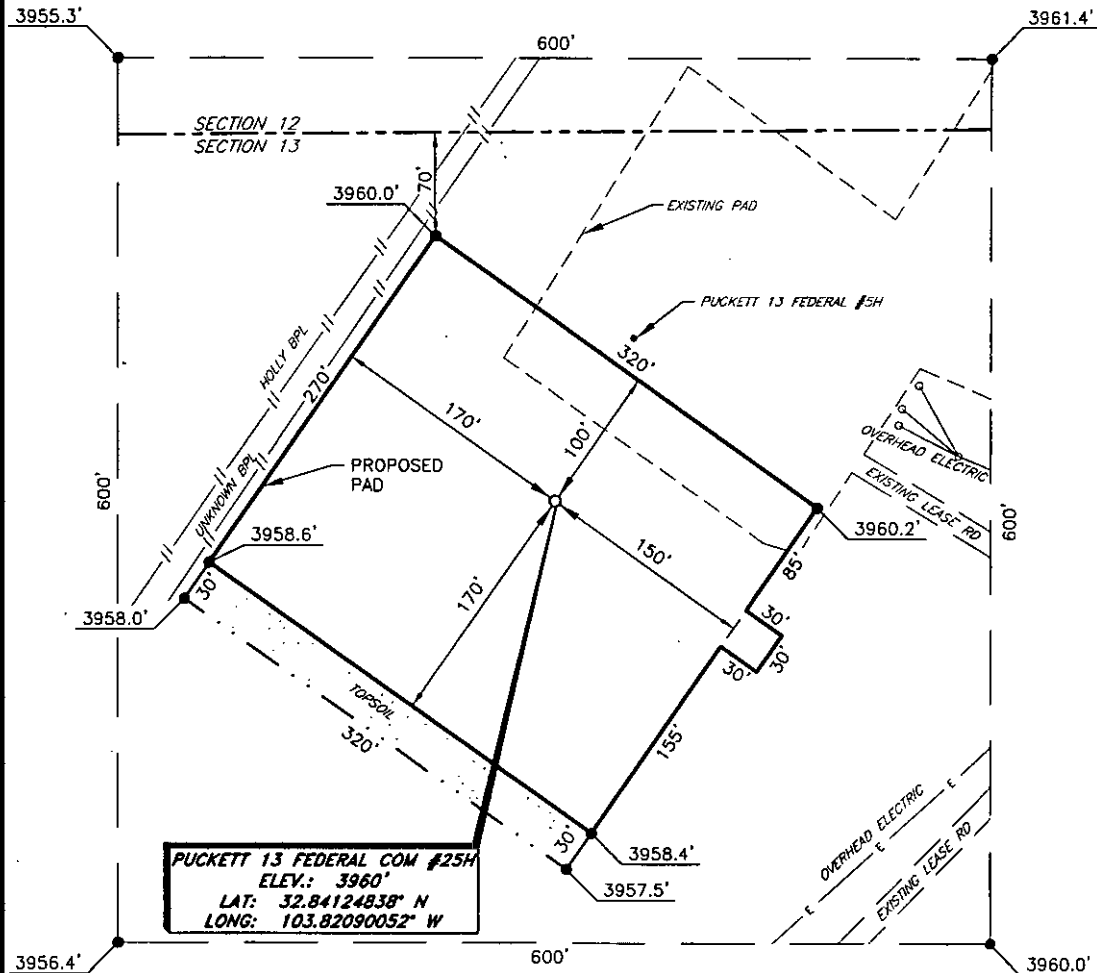 3955.3'
3961.4'
600'
SECTION 12
SECTION 13
70'
3960.0'
EXISTING PAD
PUCKETT 13 FEDERAL #5H
HOLLY BPL
270'
320'
170'
100'
OVERHEAD ELECTRIC
EXISTING LEASE RD
PROPOSED
PAD
UNKNOWN BPL
600'
600'
3958.6'
3960.2'
150'
85'
30'
3958.0'
170'
30'
30'
30'
TOPSOIL
320'
155'
30'
3958.4'
3957.5'
OVERHEAD ELECTRIC
E
E
E
EXISTING LEASE RD
PUCKETT 13 FEDERAL COM #25H
ELEV.: 3960'
LAT: 32.84124838° N
LONG: 103.82090052° W
3956.4'
600'
3960.0'